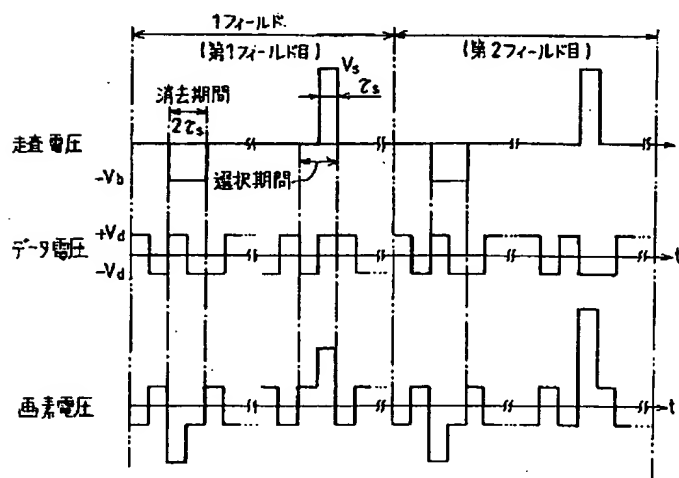 1フィールド
(第1フィールド目)
(第2フィールド目)
Vs
τs
消去期間
2τs
走査電圧
t
-Vb
選択期間
+Vd
データ電圧
t
-Vd
画素電圧
t